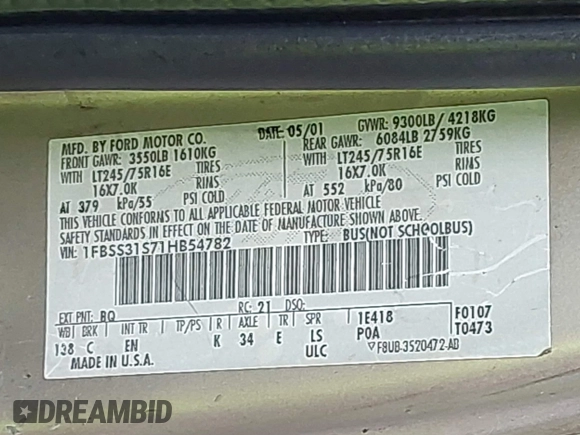 MFD. BY FORD MOTOR CO.
DATE: 05/01
GVWR: 9300LB/ 4218KG
FRONT GAWR: 3550LB 1610KG
REAR GAWR: 6084LB 2759KG
WITH LT245/75R16E TIRES
WITH LT245/75R16E TIRES
16X7.0K RIMS
16X7.0K RIMS
AT 379 kPa/55 PSI COLD
AT 552 kPa/80 PSI COLD
THIS VEHICLE CONFORMS TO ALL APPLICABLE FEDERAL MOTOR VEHICLE
SAFETY STANDARDS IN EFFECT ON THE DATE OF MANUFACTURE SHOWN ABOVE.
VIN: 1FBSS31S71HB54782
TYPE: BUS(NOT SCHOOLBUS)
EXT PNT: BQ RC: 21 DSO:
WB BRK INT TR TP/PS R AXLE TR SPR
138 C EN K 34 E LS
ULC
1E418 F0107
P0A T0473
MADE IN U.S.A.
▽F8UB-3520472-AB
DREAMBID